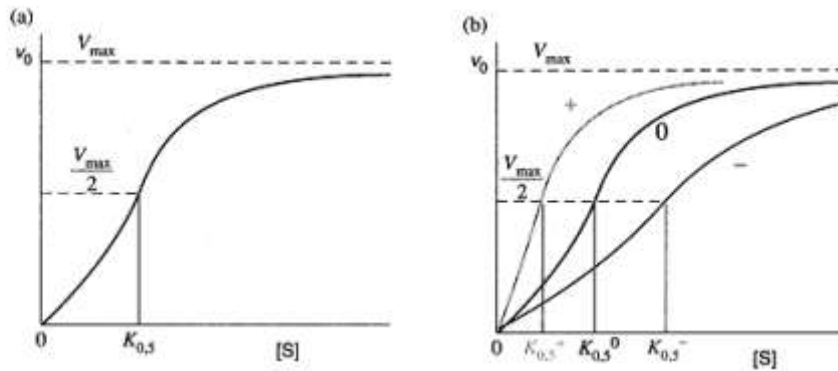 (a)
v₀
Vmax
Vmax
2
0
K0,5
[S]
(b)
v₀
Vmax
+
0
−
Vmax
2
0
K0,5⁺
K0,5⁰
K0,5⁻
[S]